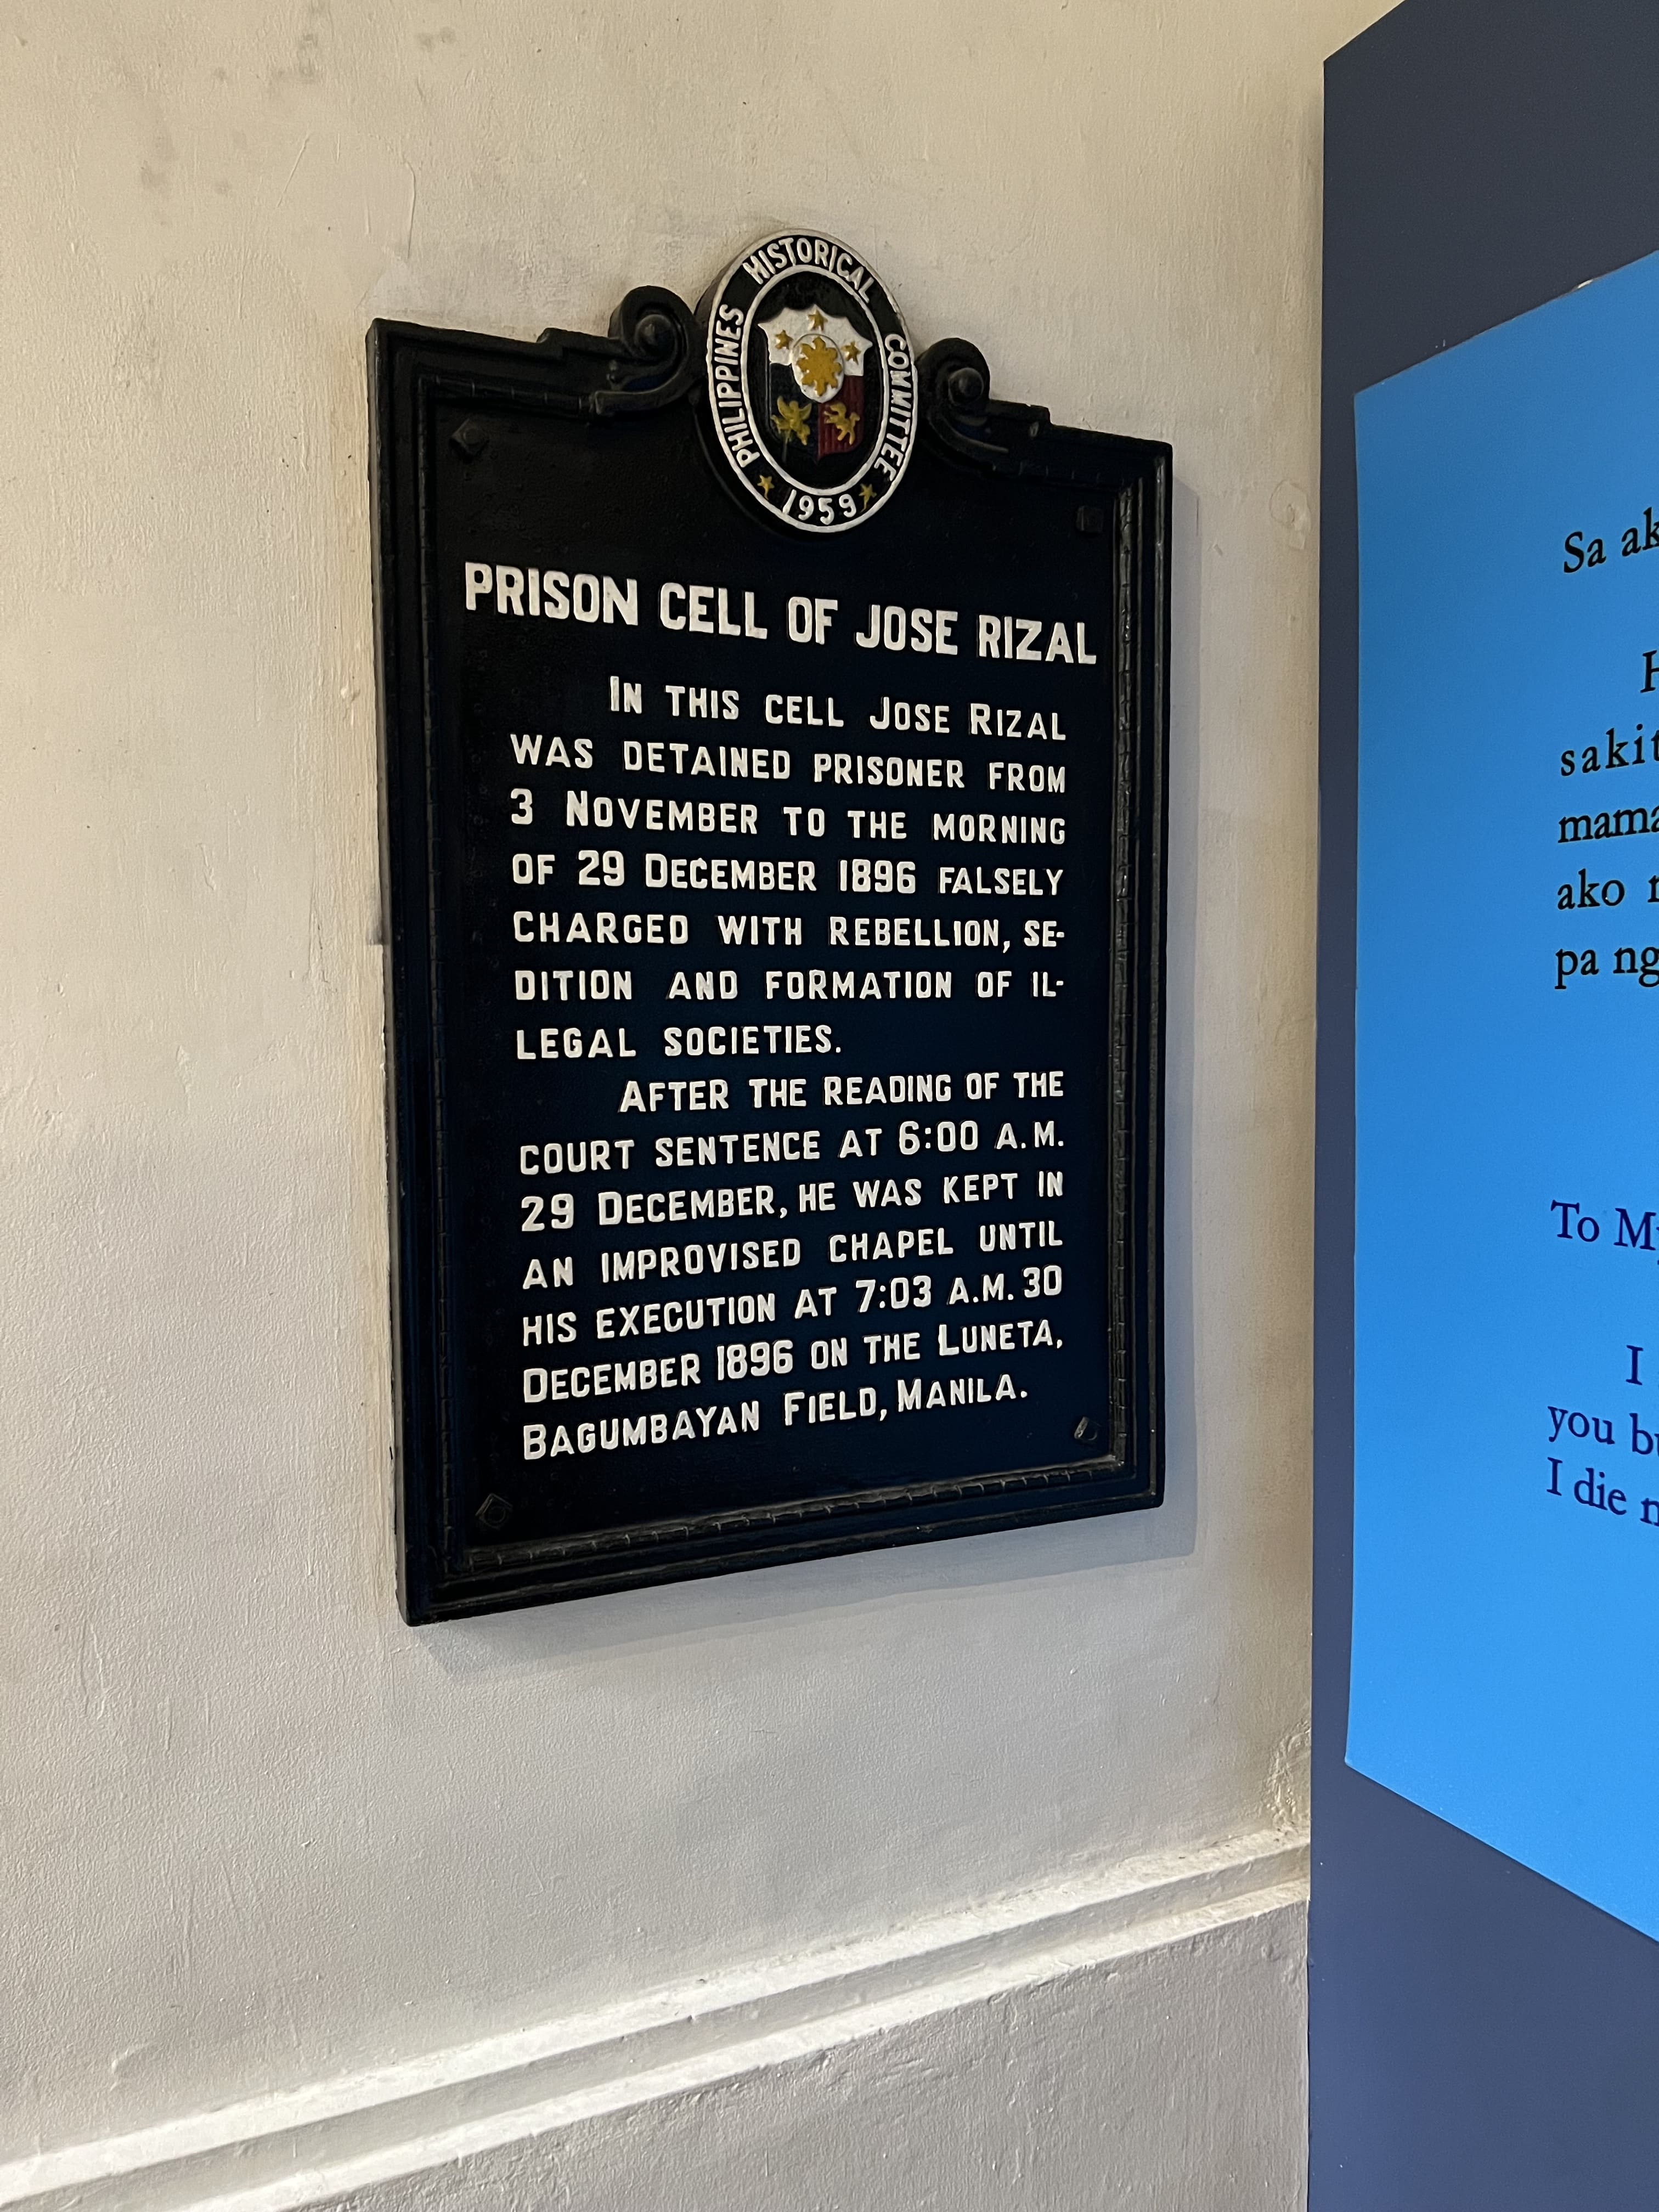 PHILIPPINES HISTORICAL COMMITTEE
1959
PRISON CELL OF JOSE RIZAL
IN THIS CELL JOSE RIZAL
WAS DETAINED PRISONER FROM
3 NOVEMBER TO THE MORNING
OF 29 DECEMBER 1896 FALSELY
CHARGED WITH REBELLION, SE-
DITION AND FORMATION OF IL-
LEGAL SOCIETIES.
AFTER THE READING OF THE
COURT SENTENCE AT 6:00 A.M.
29 DECEMBER, HE WAS KEPT IN
AN IMPROVISED CHAPEL UNTIL
HIS EXECUTION AT 7:03 A.M. 30
DECEMBER 1896 ON THE LUNETA,
BAGUMBAYAN FIELD, MANILA.
Sa
sakit
ako
pa ng
To
I
you
I die